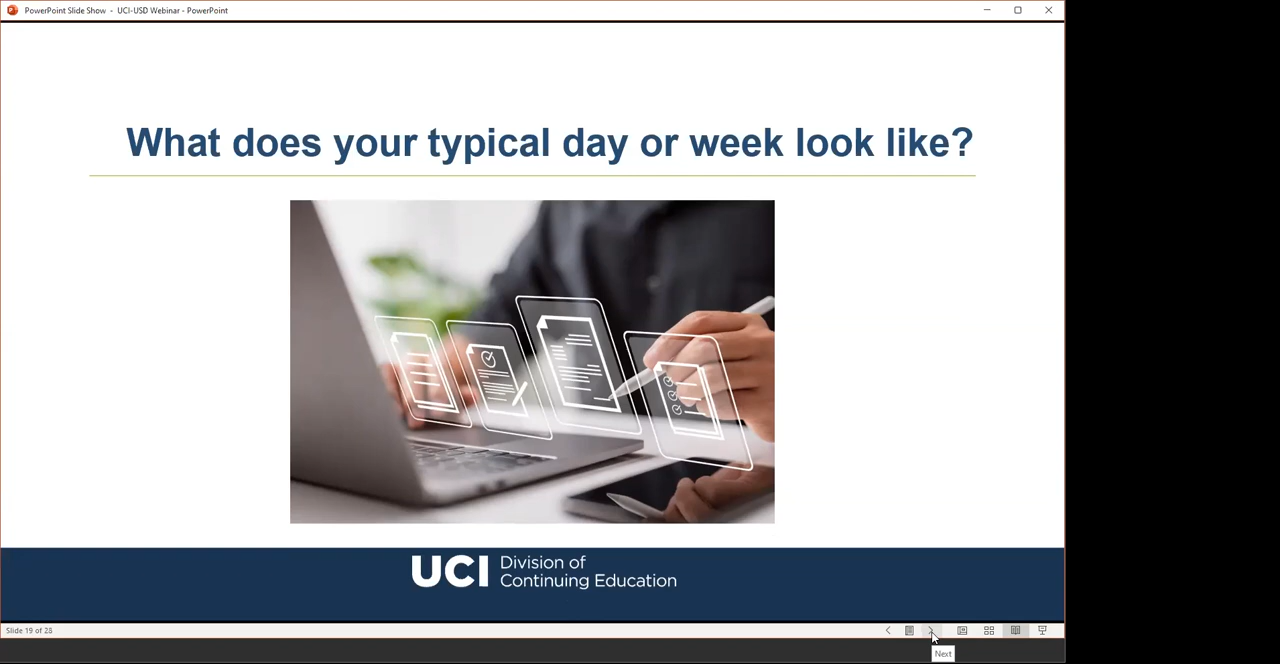 PowerPoint Slide Show - UCI-USD Webinar - PowerPoint
What does your typical day or week look like?
UCI Division of
Continuing Education
Slide 19 of 28
Next